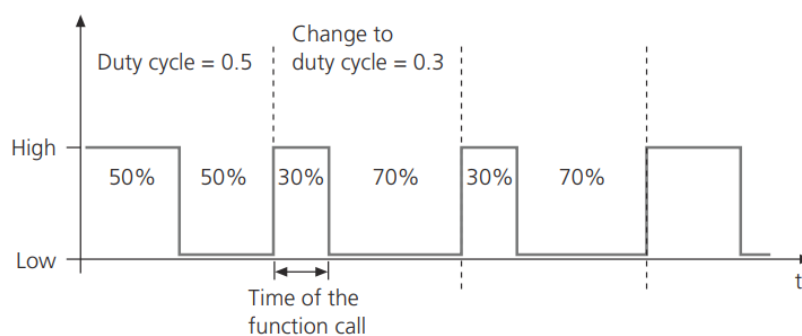 Change to
Duty cycle = 0.5 duty cycle = 0.3
High
50% 50% 30% 70% 30% 70%
Low
t
Time of the
function call